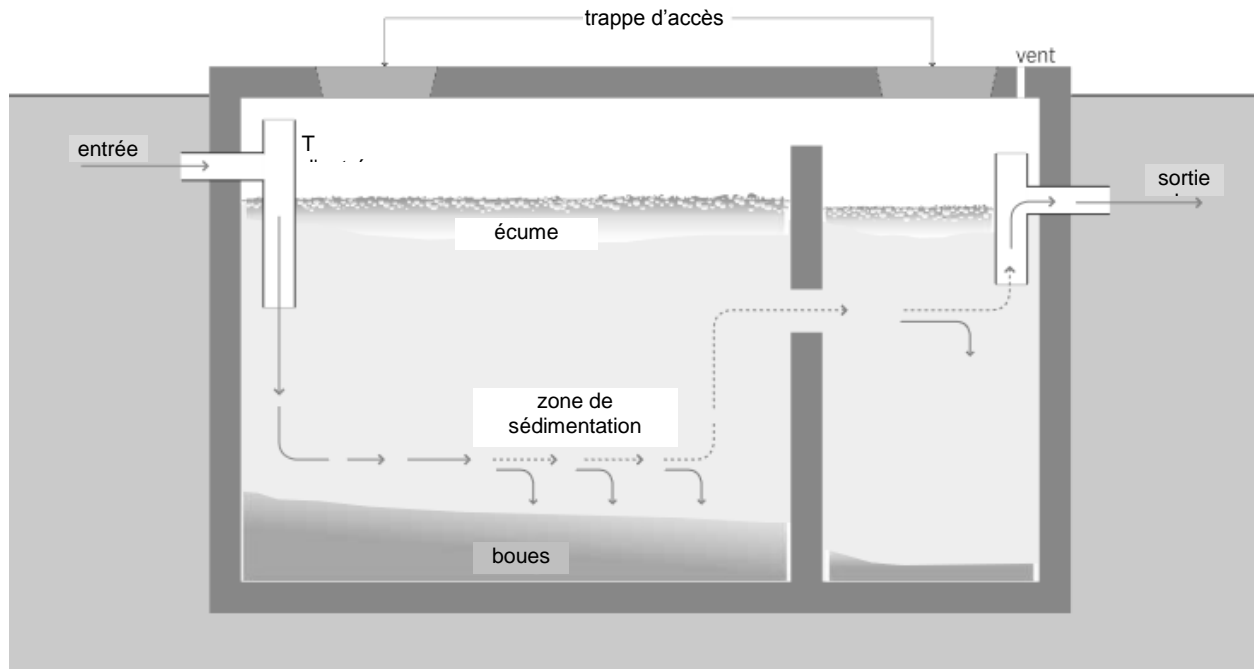 trappe d'accès
vent
entrée
T
sortie
écume
zone de
sédimentation
boues